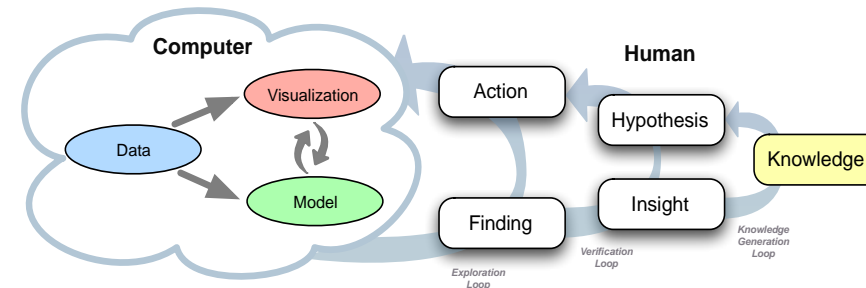 Computer
Human
Visualization
Action
Hypothesis
Data
Knowledge
Model
Finding
Insight
Exploration
Loop
Verification
Loop
Knowledge
Generation
Loop